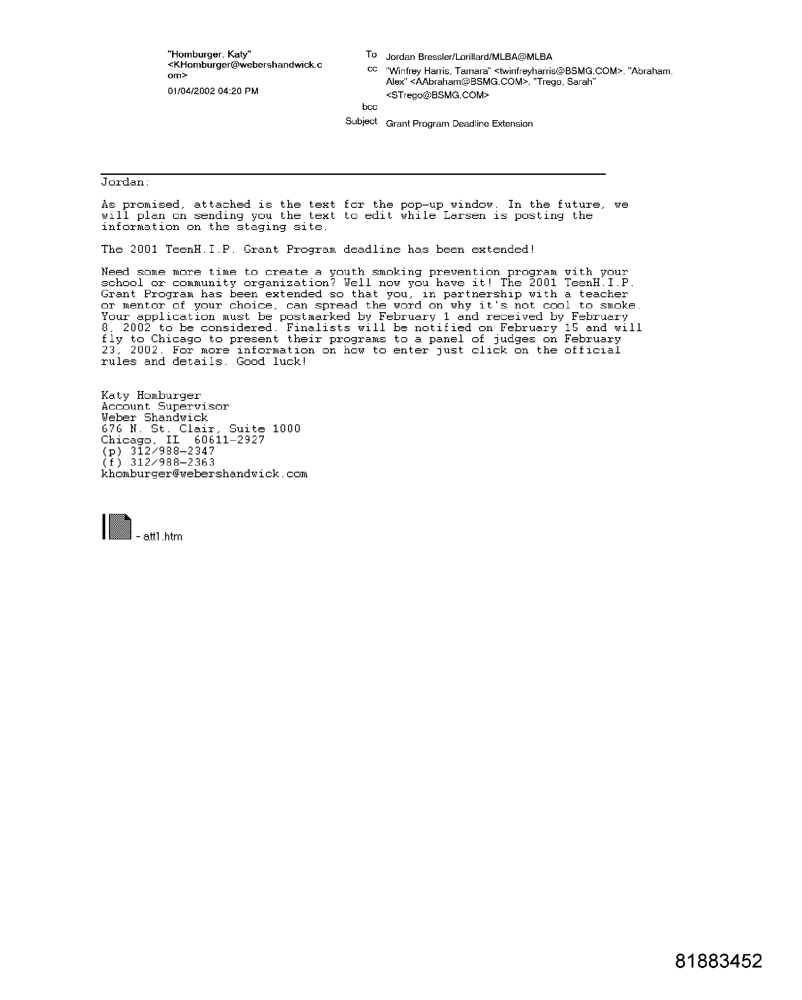 "Homburger, Katy"
<KHomburger@webershandwick.c
om>
01/04/2002 04:20 PM
To Jordan Bressler/Lorillard/MLBA@MLBA
cc "Winfrey Harris, Tamara" <twinfreyharris@BSMG.COM>, "Abraham,
Alex" <AAbraham@BSMG.COM>, "Trego, Sarah"
<STrego@BSMG.COM>
bcc
Subject Grant Program Deadline Extension
Jordan:
As promised, attached is the text for the pop-up window. In the future, we
will plan on sending you the text to edit while Larsen is posting the
information on the staging site.
The 2001 TeenH.I.P. Grant Program deadline has been extended!
Need some more time to create a youth smoking prevention program with your
school or community organization? Well now you have it! The 2001 TeenH.I.P.
Grant Program has been extended so that you, in partnership with a teacher
or mentor of your choice, can spread the word on why it's not cool to smoke.
Your application must be postmarked by February 1 and received by February
8, 2002 to be considered. Finalists will be notified on February 15 and will
fly to Chicago to present their programs to a panel of judges on February
23, 2002. For more information on how to enter just click on the official
rules and details. Good luck!
Katy Homburger
Account Supervisor
Weber Shandwick
676 N. St. Clair, Suite 1000
Chicago, IL 60611-2927
(p) 312/988-2347
(f) 312/988-2363
khomburger@webershandwick.com
- att1.htm
81883452